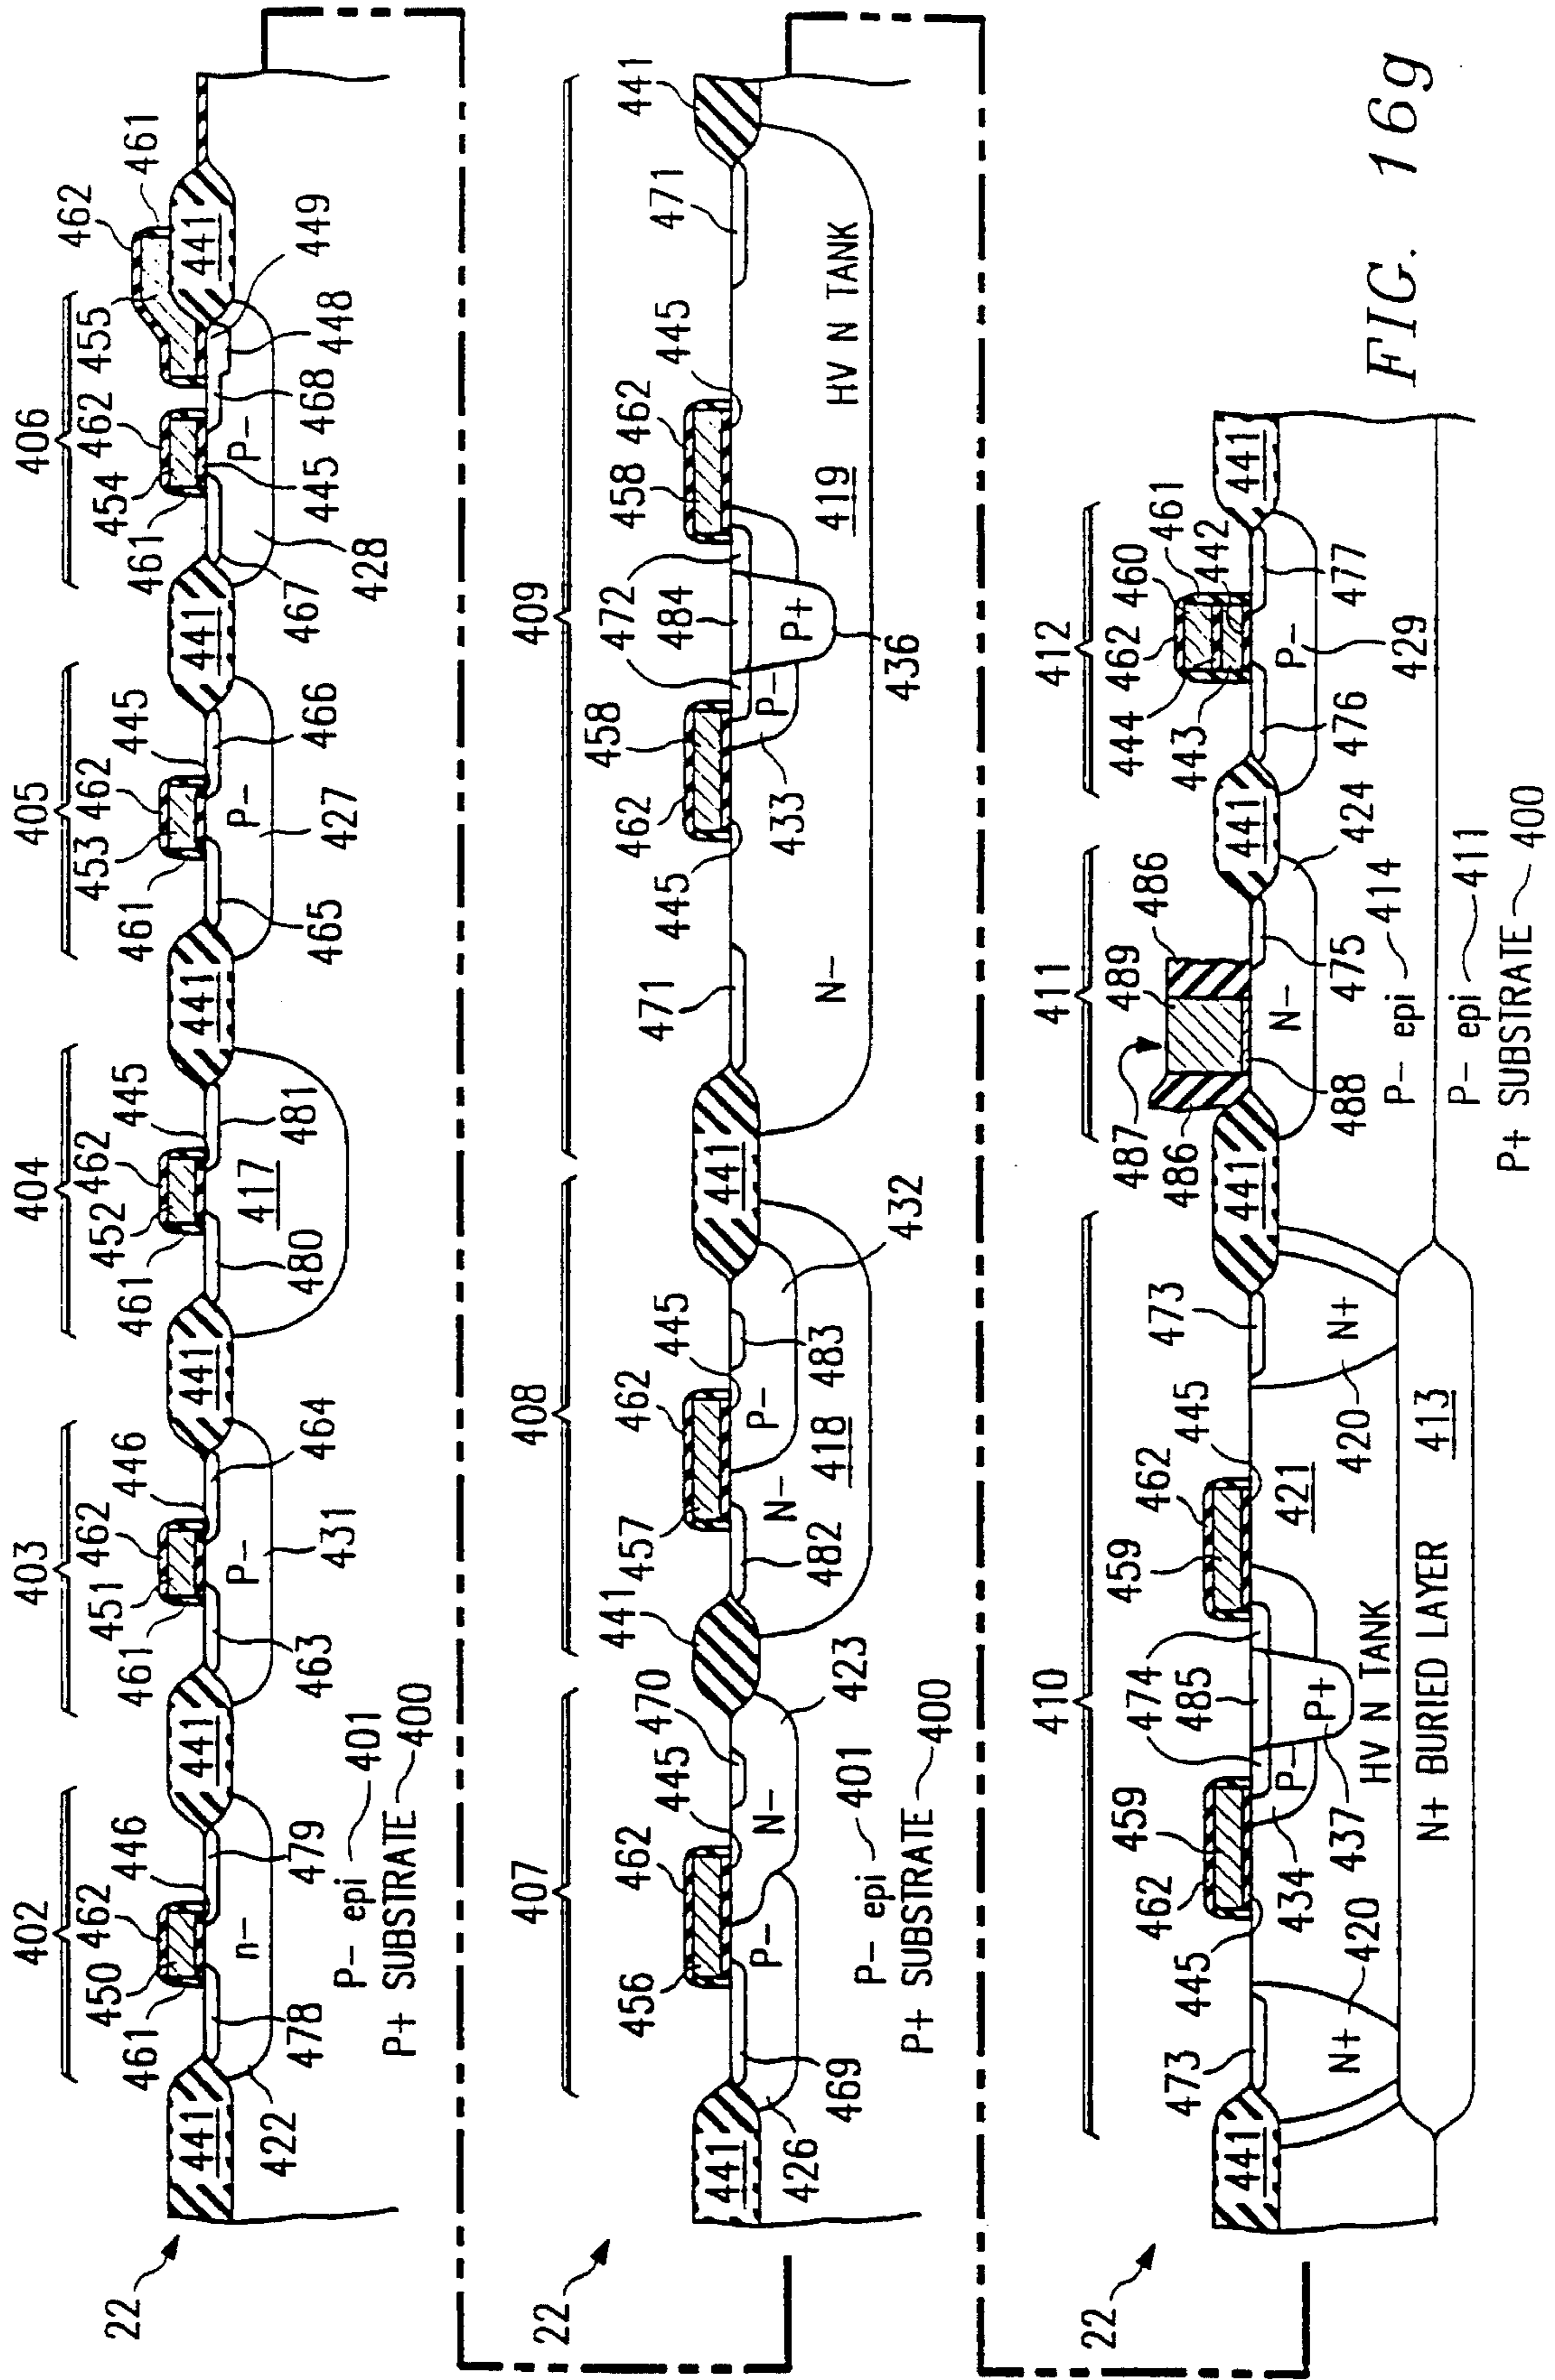 402 403 404 405 406
450 462 446 451 462 446 452 462 445 453 462 445 454 462 455 462
461 461 461 461 461 461
441 441 441 441 441 441
22
422 478 n- 479 463 P- 464 480 417 481 465 P- 466 467 445 P- 468 448 449
431 427 428
P- epi 401
P+ SUBSTRATE 400
407 408 409
456 462 445 470 441 457 462 445 462 458 472 484 458 462 445 441
22
441 P- N- 423 482 N- P- 483 432 441 471 445 P- P+ 471
426 469 418 433 436 419
N- HV N TANK
P- epi 401
P+ SUBSTRATE 400
410 411 412
462 459 474 485 459 462 445 487 489 486 444 462 460 461
486 443 442
22
441 473 445 434 P- P+ 421 473 441 488 N- 475 441 424 476 P- 477 441
N+ 420 437 420 N+ 429
HV N TANK
N+ BURIED LAYER 413
P- epi 414
P- epi 411
P+ SUBSTRATE 400
FIG. 16g